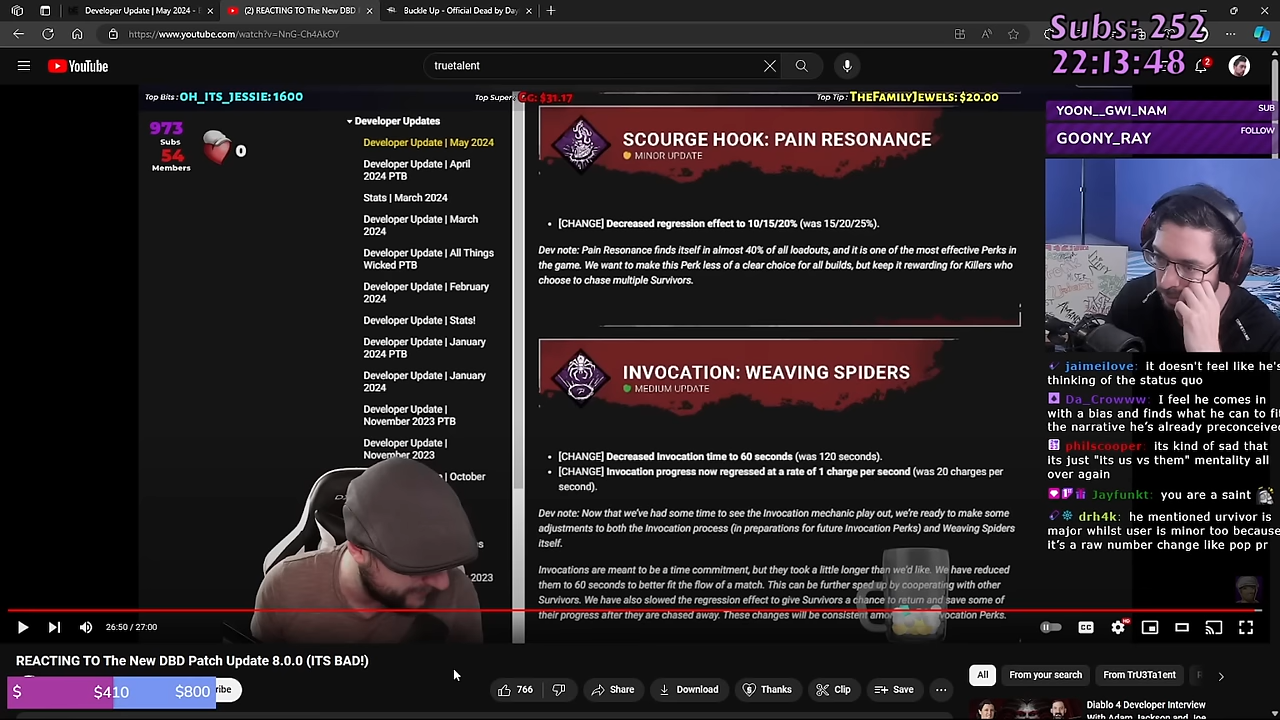 Developer Update | May 2024 -
(2) REACTING TO The New DBD
Buckle Up - Official Dead by Day
Subs: 252
https://www.youtube.com/watch?v=NnG-Ch4AkOY
22:13:48
YouTube
truetalent
2
Top Bits: OH_ITS_JESSIE: 1600
Top Super
Gg: $31.17
Top Tip: TheFamilyJewels: $20.00
YOON__GWI_NAM
SUB
GOONY_RAY
FOLLOW
973
Subs
54
Members
0
Developer Updates
Developer Update | May 2024
Developer Update | April
2024 PTB
Stats | March 2024
Developer Update | March
2024
Developer Update | All Things
Wicked PTB
Developer Update | February
2024
Developer Update | Stats!
Developer Update | January
2024 PTB
Developer Update | January
2024
Developer Update |
November 2023 PTB
Developer Update |
November 2023
October
2023
SCOURGE HOOK: PAIN RESONANCE
MINOR UPDATE
[CHANGE] Decreased regression effect to 10/15/20% (was 15/20/25%).
Dev note: Pain Resonance finds itself in almost 40% of all loadouts, and it is one of the most effective Perks in
the game. We want to make this Perk less of a clear choice for all builds, but keep it rewarding for Killers who
choose to chase multiple Survivors.
INVOCATION: WEAVING SPIDERS
MEDIUM UPDATE
[CHANGE] Decreased Invocation time to 60 seconds (was 120 seconds).
[CHANGE] Invocation progress now regressed at a rate of 1 charge per second (was 20 charges per
second).
Dev note: Now that we've had some time to see the Invocation mechanic play out, we're ready to make some
adjustments to both the Invocation process (in preparations for future Invocation Perks) and Weaving Spiders
itself.
Invocations are meant to be a time commitment, but they took a little longer than we'd like. We have reduced
them to 60 seconds to better fit the flow of a match. This can be further sped up by cooperating with other
Survivors. We have also slowed the regression effect to give Survivors a chance to return and save some of
their progress after they are chased away. These changes will be consistent among
vocation Perks.
jaimeilove: it doesn't feel like he's
thinking of the status quo
Da_Crowww: I feel he comes in
with a bias and finds what he can to fi
the narrative he's already preconceived
philscooper: its kind of sad that
its just "its us vs them" mentality all
over again
Jayfunkt: you are a saint
drh4k: he mentioned urvivor is
major whilst user is minor too because
it's a raw number change like pop pr
26:50 / 27:00
CC
HD
REACTING TO The New DBD Patch Update 8.0.0 (ITS BAD!)
$
$410
$800
ribe
766
Share
Download
Thanks
Clip
Save
All
From your search
From TrU3Ta1ent
Diablo 4 Developer Interview
With Adam Jackson and Joe